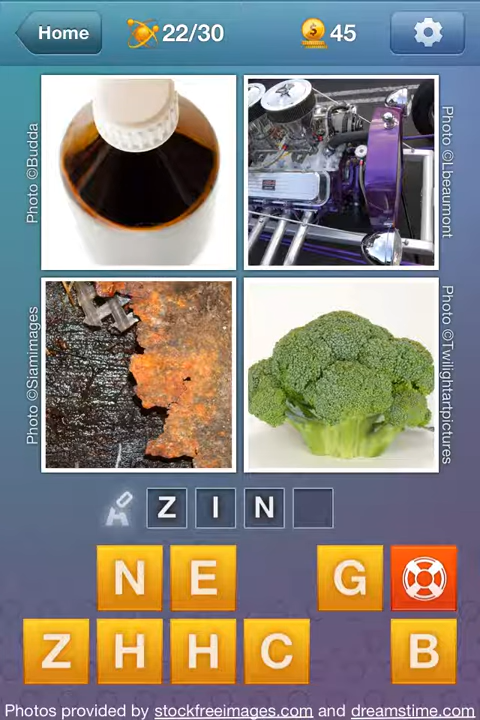 Home 22/30 45
Photo ©Budda
Photo ©Lbeaumont
Photo ©Siamimages
Photo ©Twilightartpictures
Z I N
N E G
Z H H C B
Photos provided by stockfreeimages.com and dreamstime.com